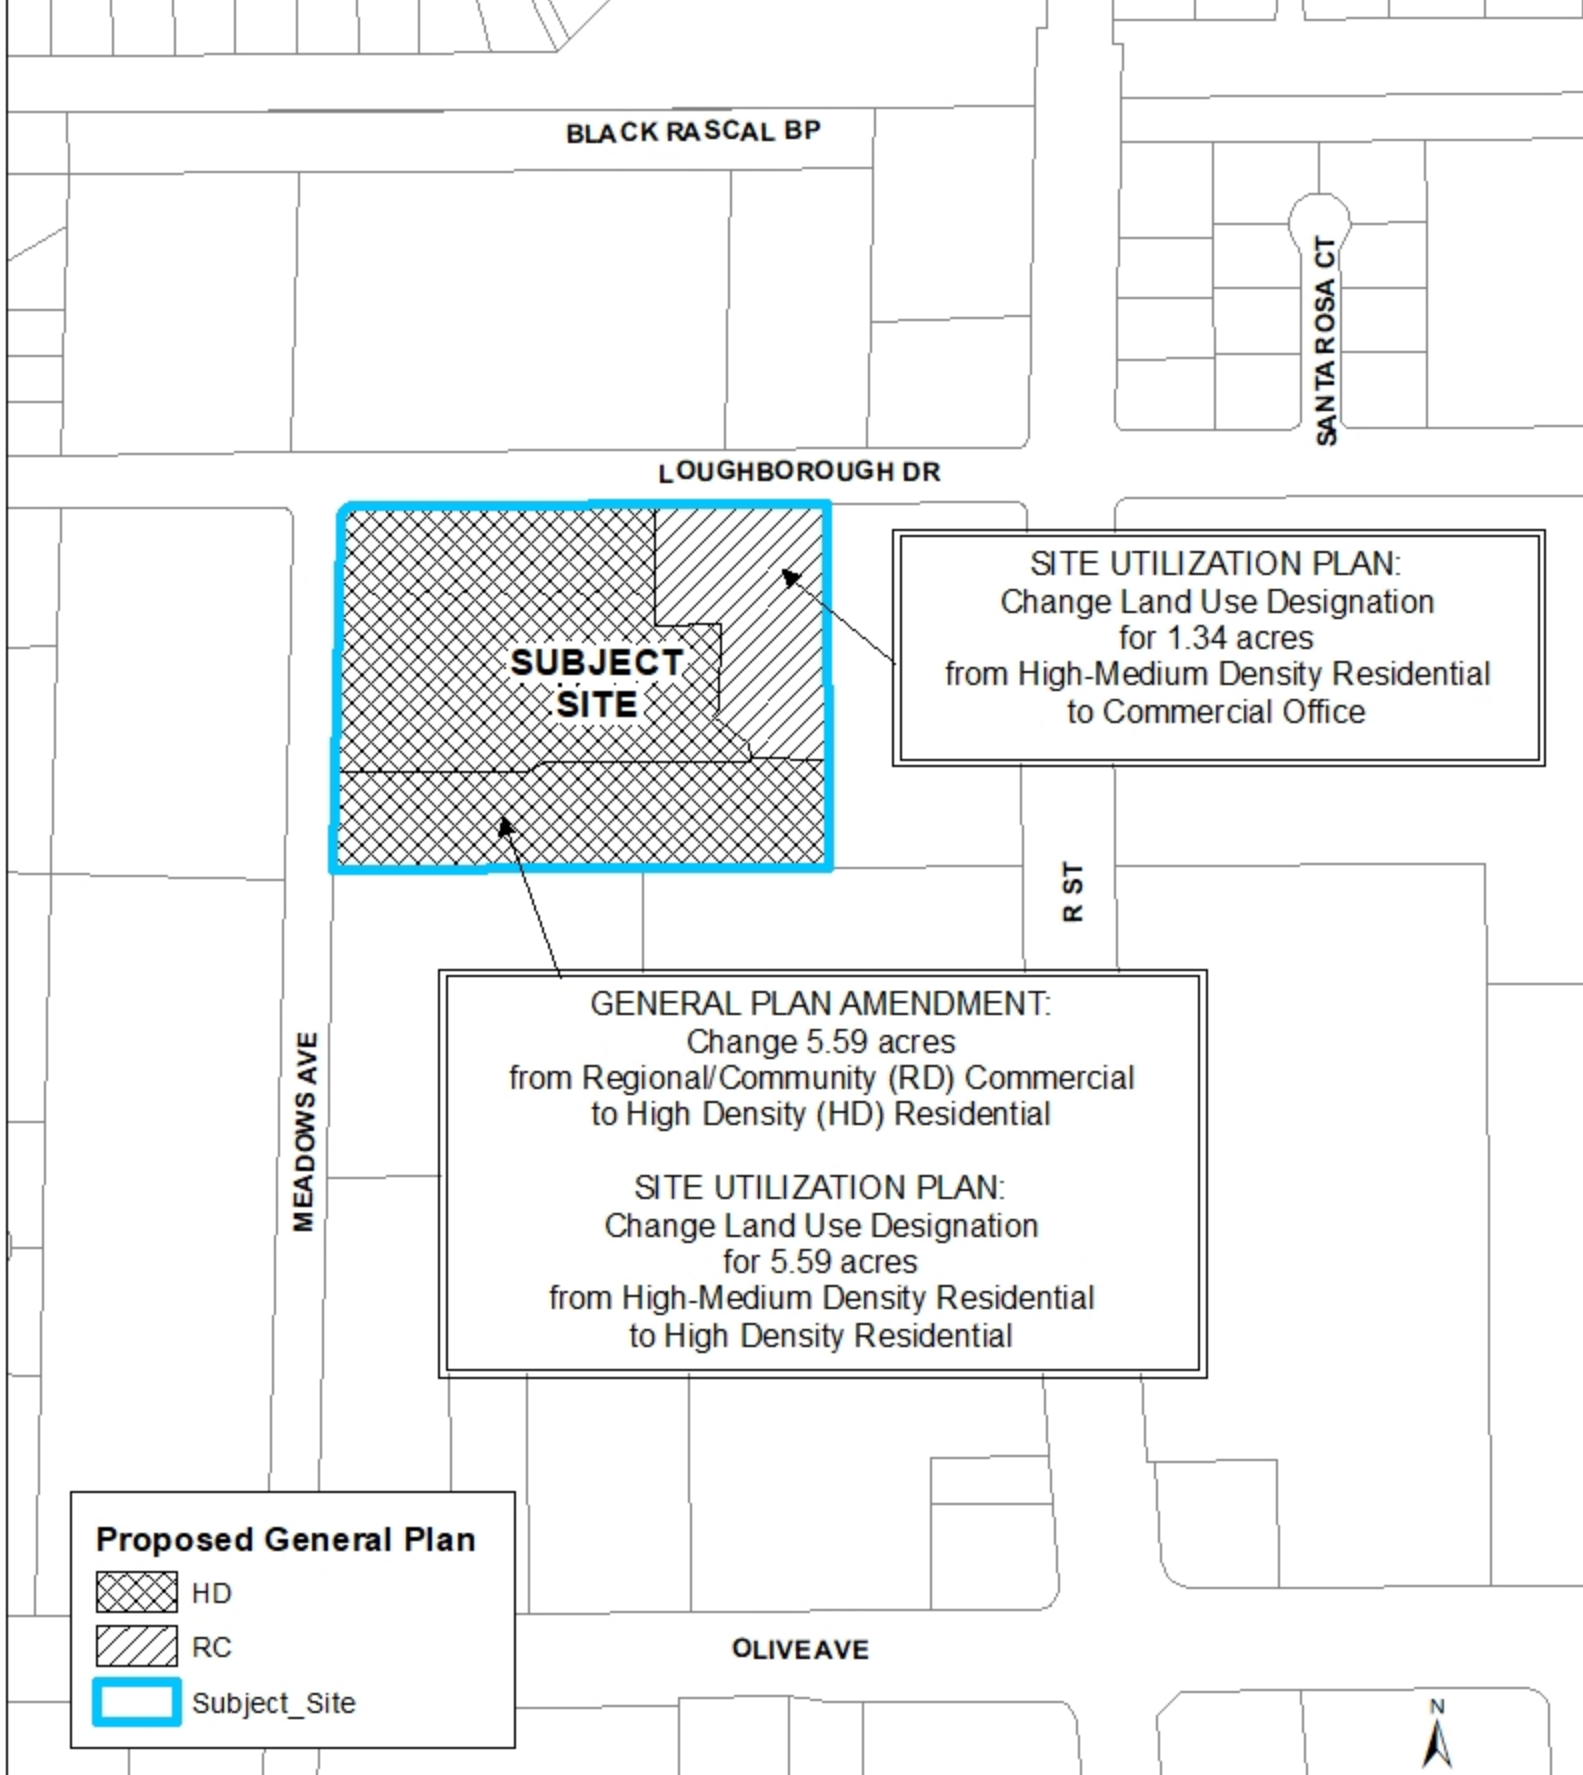 BLACK RASCAL BP
SANTA ROSA CT
LOUGHBOROUGH DR
SITE UTILIZATION PLAN:
Change Land Use Designation
for 1.34 acres
from High-Medium Density Residential
to Commercial Office
SUBJECT
SITE
R ST
GENERAL PLAN AMENDMENT:
Change 5.59 acres
from Regional/Community (RD) Commercial
to High Density (HD) Residential
SITE UTILIZATION PLAN:
Change Land Use Designation
for 5.59 acres
from High-Medium Density Residential
to High Density Residential
MEADOWS AVE
Proposed General Plan
HD
RC
Subject_Site
OLIVE AVE
N